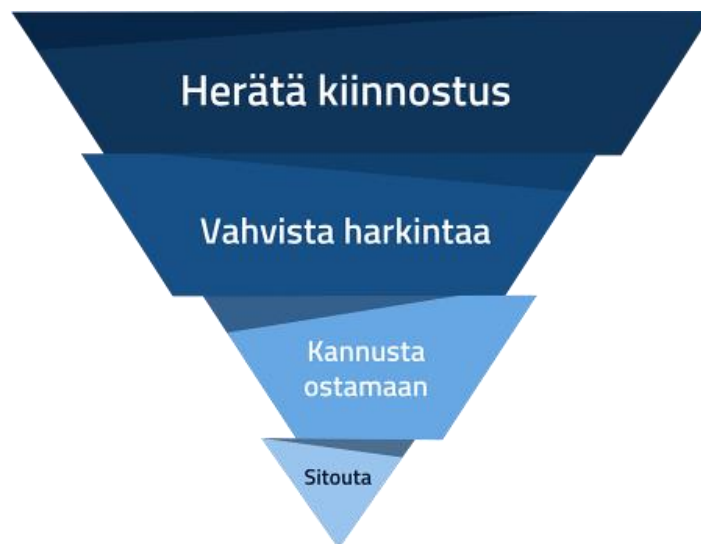 Herätä kiinnostus
Vahvista harkintaa
Kannusta
ostamaan
Sitouta